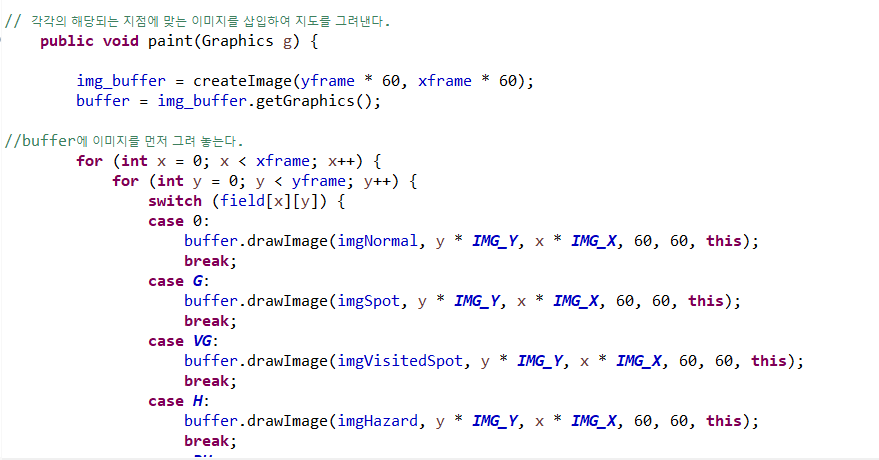 // 각각의 해당되는 지점에 맞는 이미지를 삽입하여 지도를 그려낸다.
public void paint(Graphics g) {
img_buffer = createImage(yframe * 60, xframe * 60);
buffer = img_buffer.getGraphics();
//buffer에 이미지를 먼저 그려 놓는다.
for (int x = 0; x < xframe; x++) {
for (int y = 0; y < yframe; y++) {
switch (field[x][y]) {
case 0:
buffer.drawImage(imgNormal, y * IMG_Y, x * IMG_X, 60, 60, this);
break;
case G:
buffer.drawImage(imgSpot, y * IMG_Y, x * IMG_X, 60, 60, this);
break;
case VG:
buffer.drawImage(imgVisitedSpot, y * IMG_Y, x * IMG_X, 60, 60, this);
break;
case H:
buffer.drawImage(imgHazard, y * IMG_Y, x * IMG_X, 60, 60, this);
break;